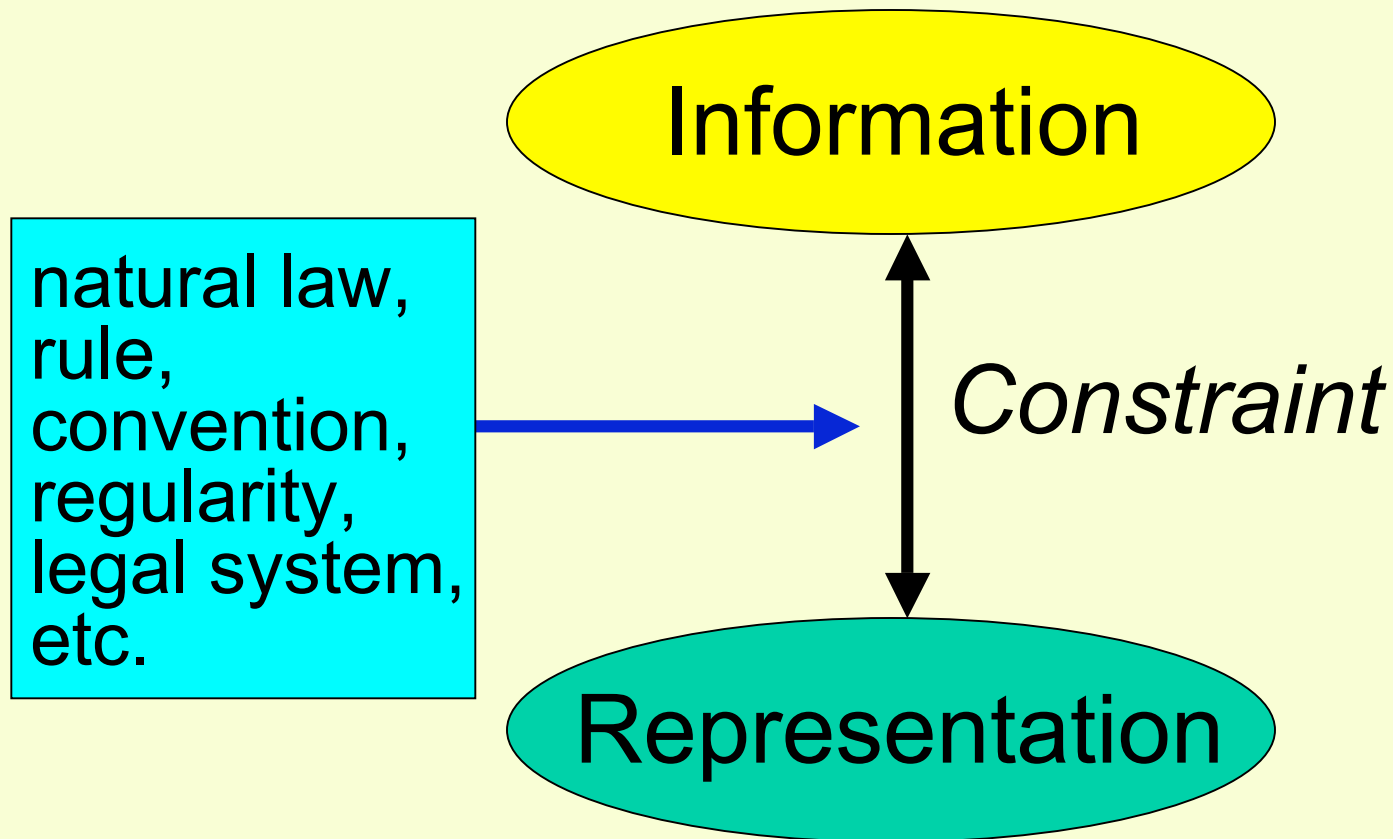 Information
natural law,
rule,
convention,
regularity,
legal system,
etc.
Constraint
Representation